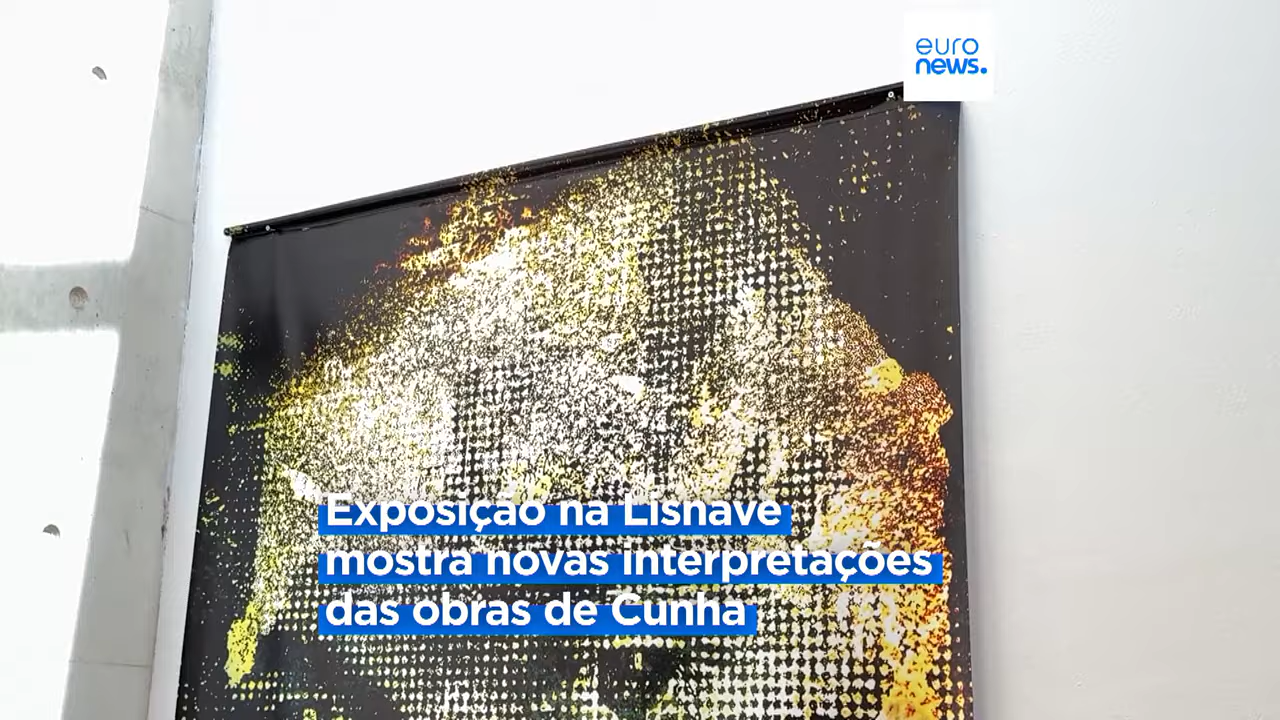 euro
news.
Exposição na Lisnave
mostra novas interpretações
das obras de Cunha